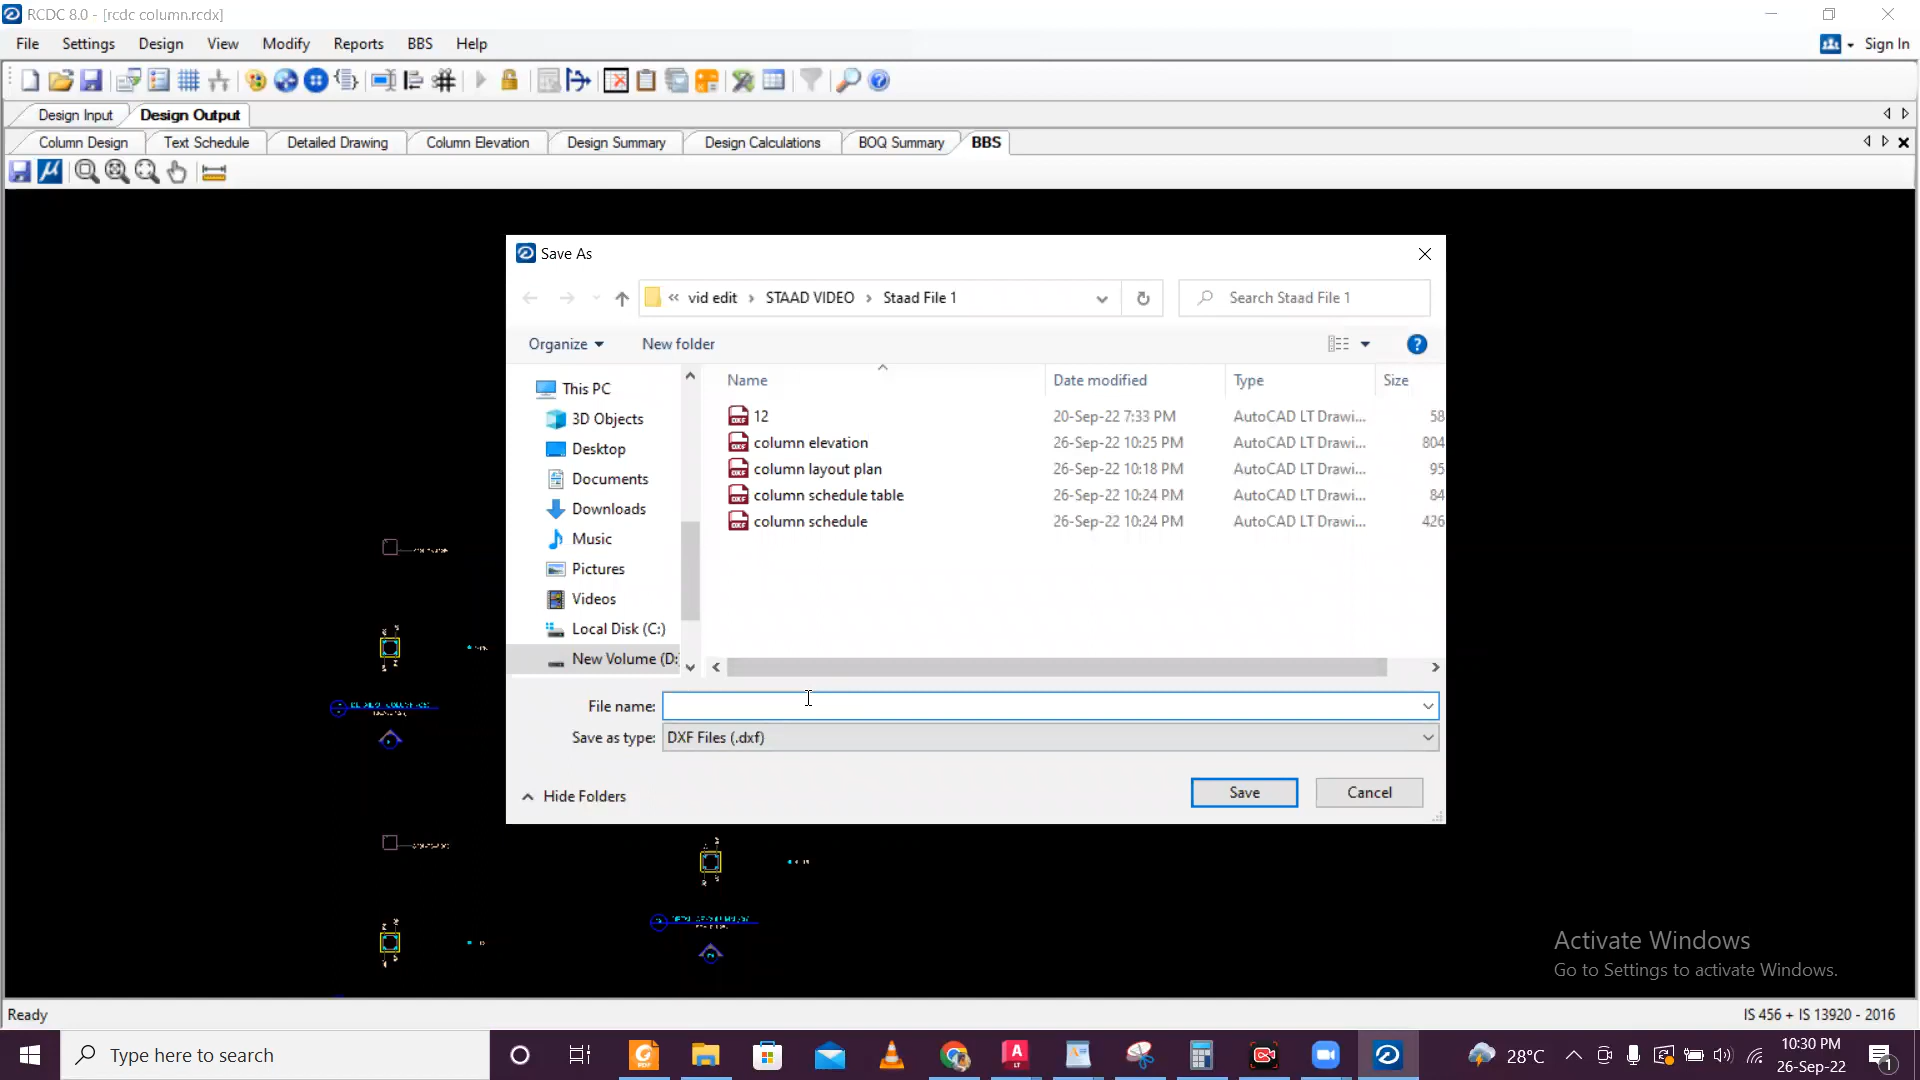 RCDC 8.0 - [rcdc column.rcdx]
File Settings Design View Modify Reports BBS Help
Sign In
Design Input Design Output
Column Design Text Schedule Detailed Drawing Column Elevation Design Summary Design Calculations BOQ Summary BBS
Save As
« vid edit › STAAD VIDEO › Staad File 1
Search Staad File 1
Organize New folder
This PC
3D Objects
Desktop
Documents
Downloads
Music
Pictures
Videos
Local Disk (C:)
New Volume (D:
Name Date modified Type Size
12 20-Sep-22 7:33 PM AutoCAD LT Drawi... 58
column elevation 26-Sep-22 10:25 PM AutoCAD LT Drawi... 804
column layout plan 26-Sep-22 10:18 PM AutoCAD LT Drawi... 95
column schedule table 26-Sep-22 10:24 PM AutoCAD LT Drawi... 84
column schedule 26-Sep-22 10:24 PM AutoCAD LT Drawi... 426
File name:
Save as type: DXF Files (.dxf)
Hide Folders
Save Cancel
Activate Windows
Go to Settings to activate Windows.
Ready
IS 456 + IS 13920 - 2016
Type here to search
28°C
10:30 PM
26-Sep-22
1